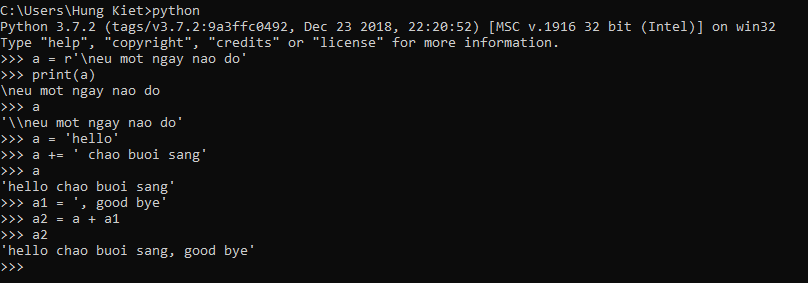 C:\Users\Hung Kiet>python
Python 3.7.2 (tags/v3.7.2:9a3ffc0492, Dec 23 2018, 22:20:52) [MSC v.1916 32 bit (Intel)] on win32
Type "help", "copyright", "credits" or "license" for more information.
>>> a = r'\neu mot ngay nao do'
>>> print(a)
\neu mot ngay nao do
>>> a
'\\neu mot ngay nao do'
>>> a = 'hello'
>>> a += ' chao buoi sang'
>>> a
'hello chao buoi sang'
>>> a1 = ', good bye'
>>> a2 = a + a1
>>> a2
'hello chao buoi sang, good bye'
>>>